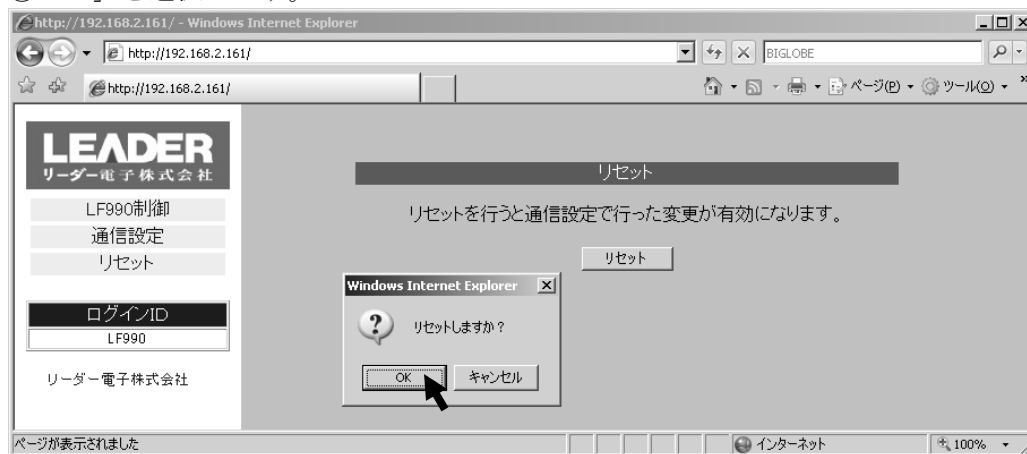 http://192.168.2.161/ - Windows Internet Explorer
http://192.168.2.161/
BIGLOBE
http://192.168.2.161/
ページ(P)
ツール(O)
LEADER
リーダー電子株式会社
LF990制御
通信設定
リセット
ログインID
LF990
リーダー電子株式会社
リセット
リセットを行うと通信設定で行った変更が有効になります。
リセット
Windows Internet Explorer
リセットしますか?
OK
キャンセル
ページが表示されました
インターネット
100%